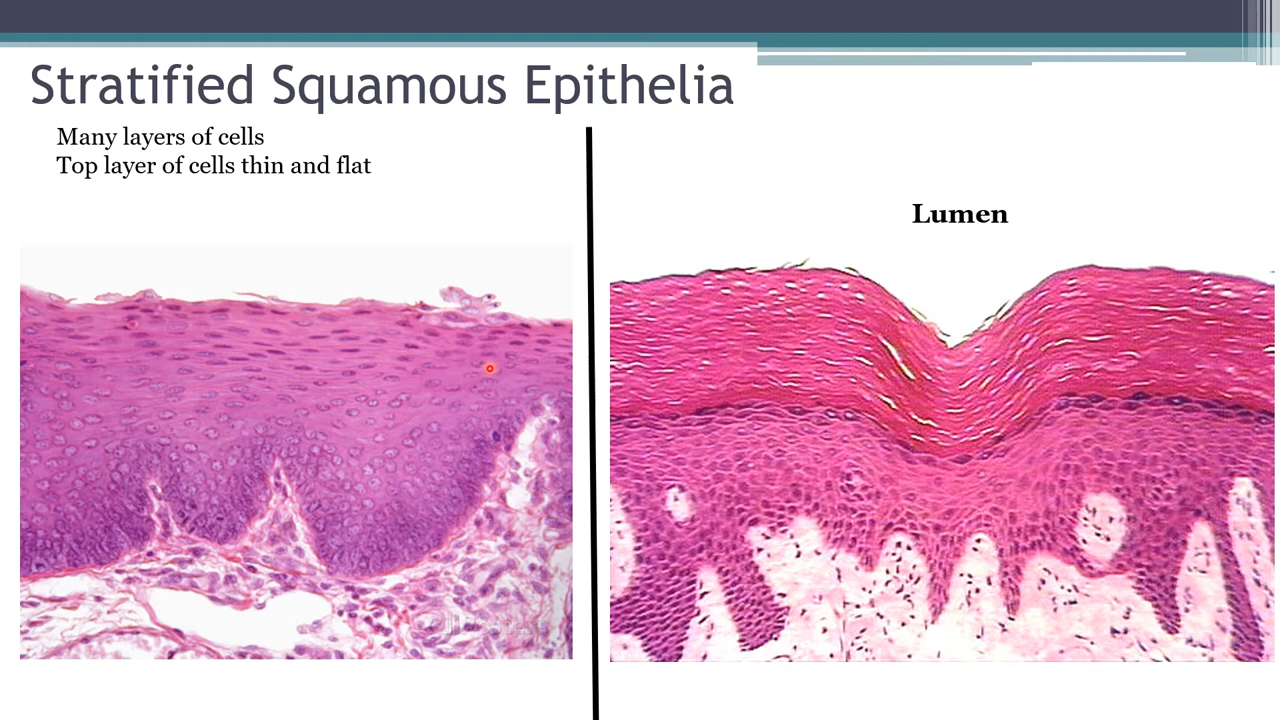 Stratified Squamous Epithelia
Many layers of cells
Top layer of cells thin and flat
Lumen